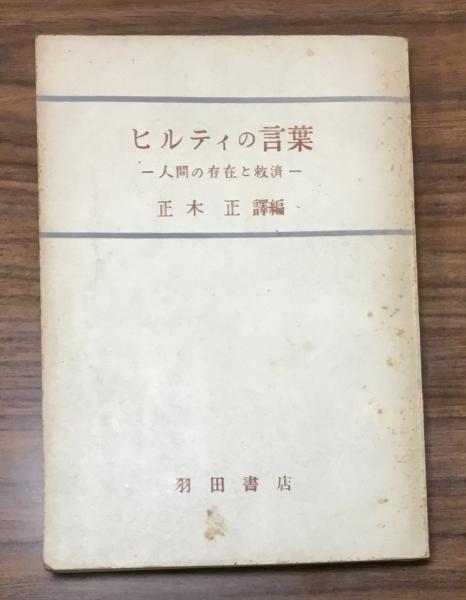 ヒルティの言葉
―人間の存在と救済―
正木 正 譯編
羽田書店